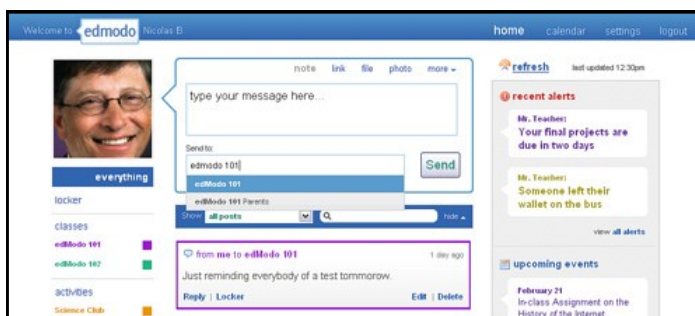 Welcome to edmodo Nicolas B
home calendar settings logout
note link file photo more
type your message here...
Send to:
edmodo 101
Send
edModo 101
edModo 101 Parents
Show all posts hide
everything
locker
classes
edModo 101
edModo 102
activities
Science Club
from me to edModo 101 1 day ago
Just reminding everybody of a test tommorow.
Reply | Locker Edit | Delete
refresh last updated 12:30pm
recent alerts
Mr. Teacher:
Your final projects are
due in two days
Mr. Teacher:
Someone left their
wallet on the bus
view all alerts
upcoming events
February 21
In-class Assignment on the
History of the Internet